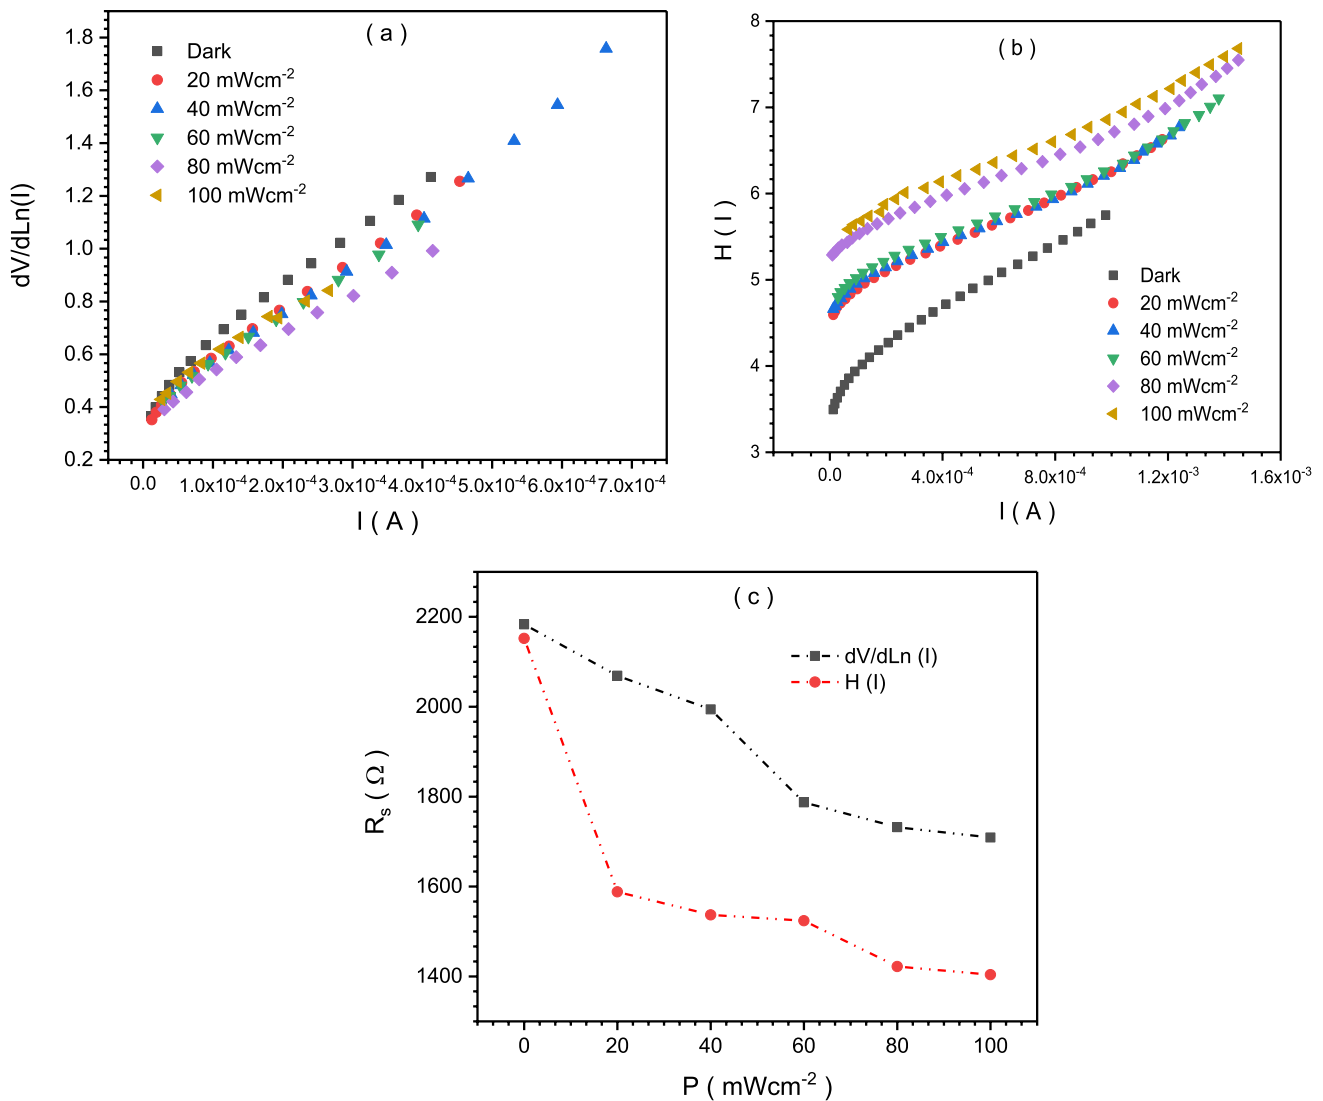 ( a )
dV/dLn(I)
1.8
1.6
1.4
1.2
1.0
0.8
0.6
0.4
0.2
Dark
20 mWcm-2
40 mWcm-2
60 mWcm-2
80 mWcm-2
100 mWcm-2
0.0 1.0x10-4 2.0x10-4 3.0x10-4 4.0x10-4 5.0x10-4 6.0x10-4 7.0x10-4
I ( A )
( b )
H ( I )
8
7
6
5
4
3
Dark
20 mWcm-2
40 mWcm-2
60 mWcm-2
80 mWcm-2
100 mWcm-2
0.0 4.0x10-4 8.0x10-4 1.2x10-3 1.6x10-3
I ( A )
( c )
Rs ( Ω )
2200
2000
1800
1600
1400
dV/dLn (I)
H (I)
0 20 40 60 80 100
P ( mWcm-2 )